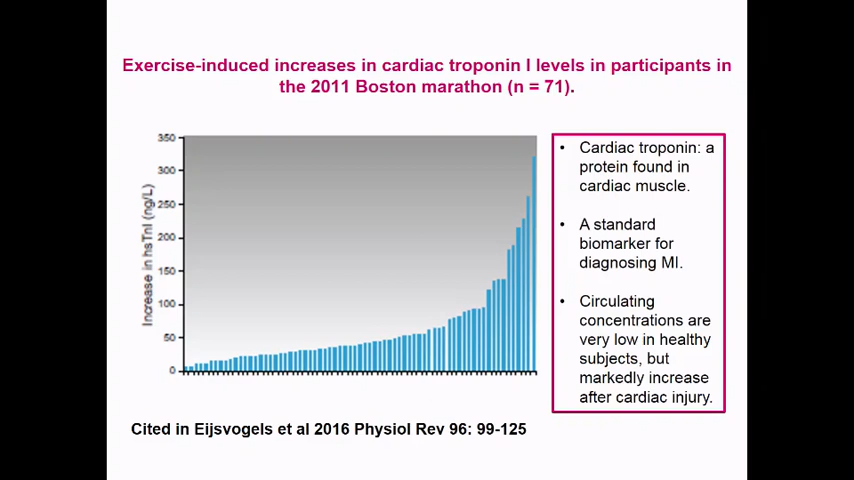 Exercise-induced increases in cardiac troponin I levels in participants in
the 2011 Boston marathon (n = 71).
350
300
250
200
150
100
50
0
Increase in hsTnI (ng/L)
• Cardiac troponin: a
protein found in
cardiac muscle.
• A standard
biomarker for
diagnosing MI.
• Circulating
concentrations are
very low in healthy
subjects, but
markedly increase
after cardiac injury.
Cited in Eijsvogels et al 2016 Physiol Rev 96: 99-125